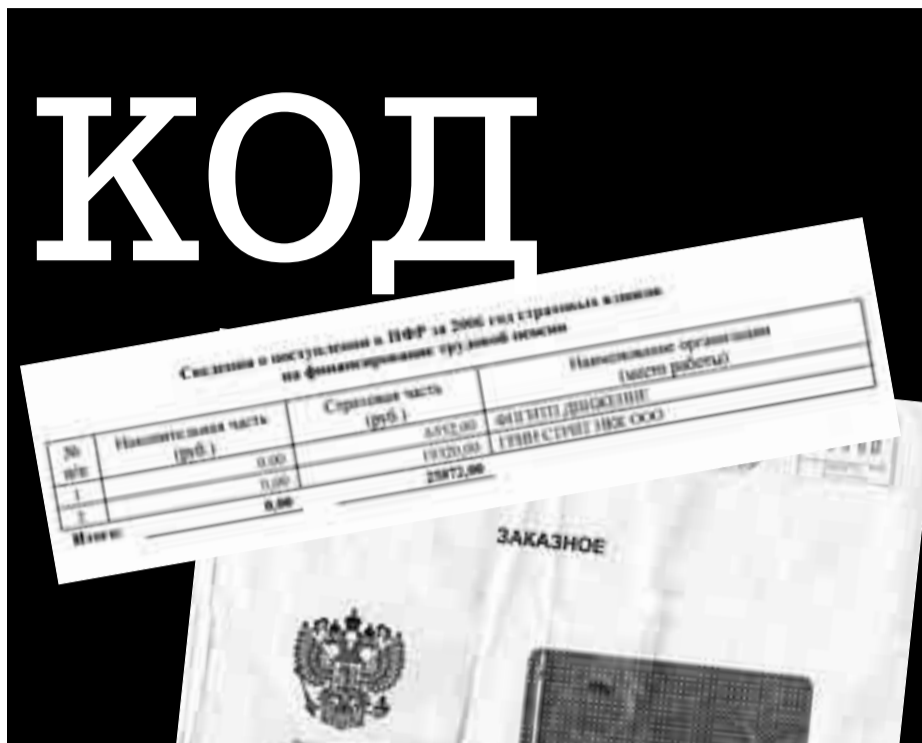 КОД
Сведения о поступлении в ПФР за 2006 год страховых взносов
на финансирование трудовой пенсии
№
п/п
Накопительная часть
(руб.)
Страховая часть
(руб.)
Наименование организации
(место работы)
1
0.00
6552,00
ДВИЖЕНИЕ
2
0,00
19320,00
ООО
Итого:
0,00
25872,00
ЗАКАЗНОЕ